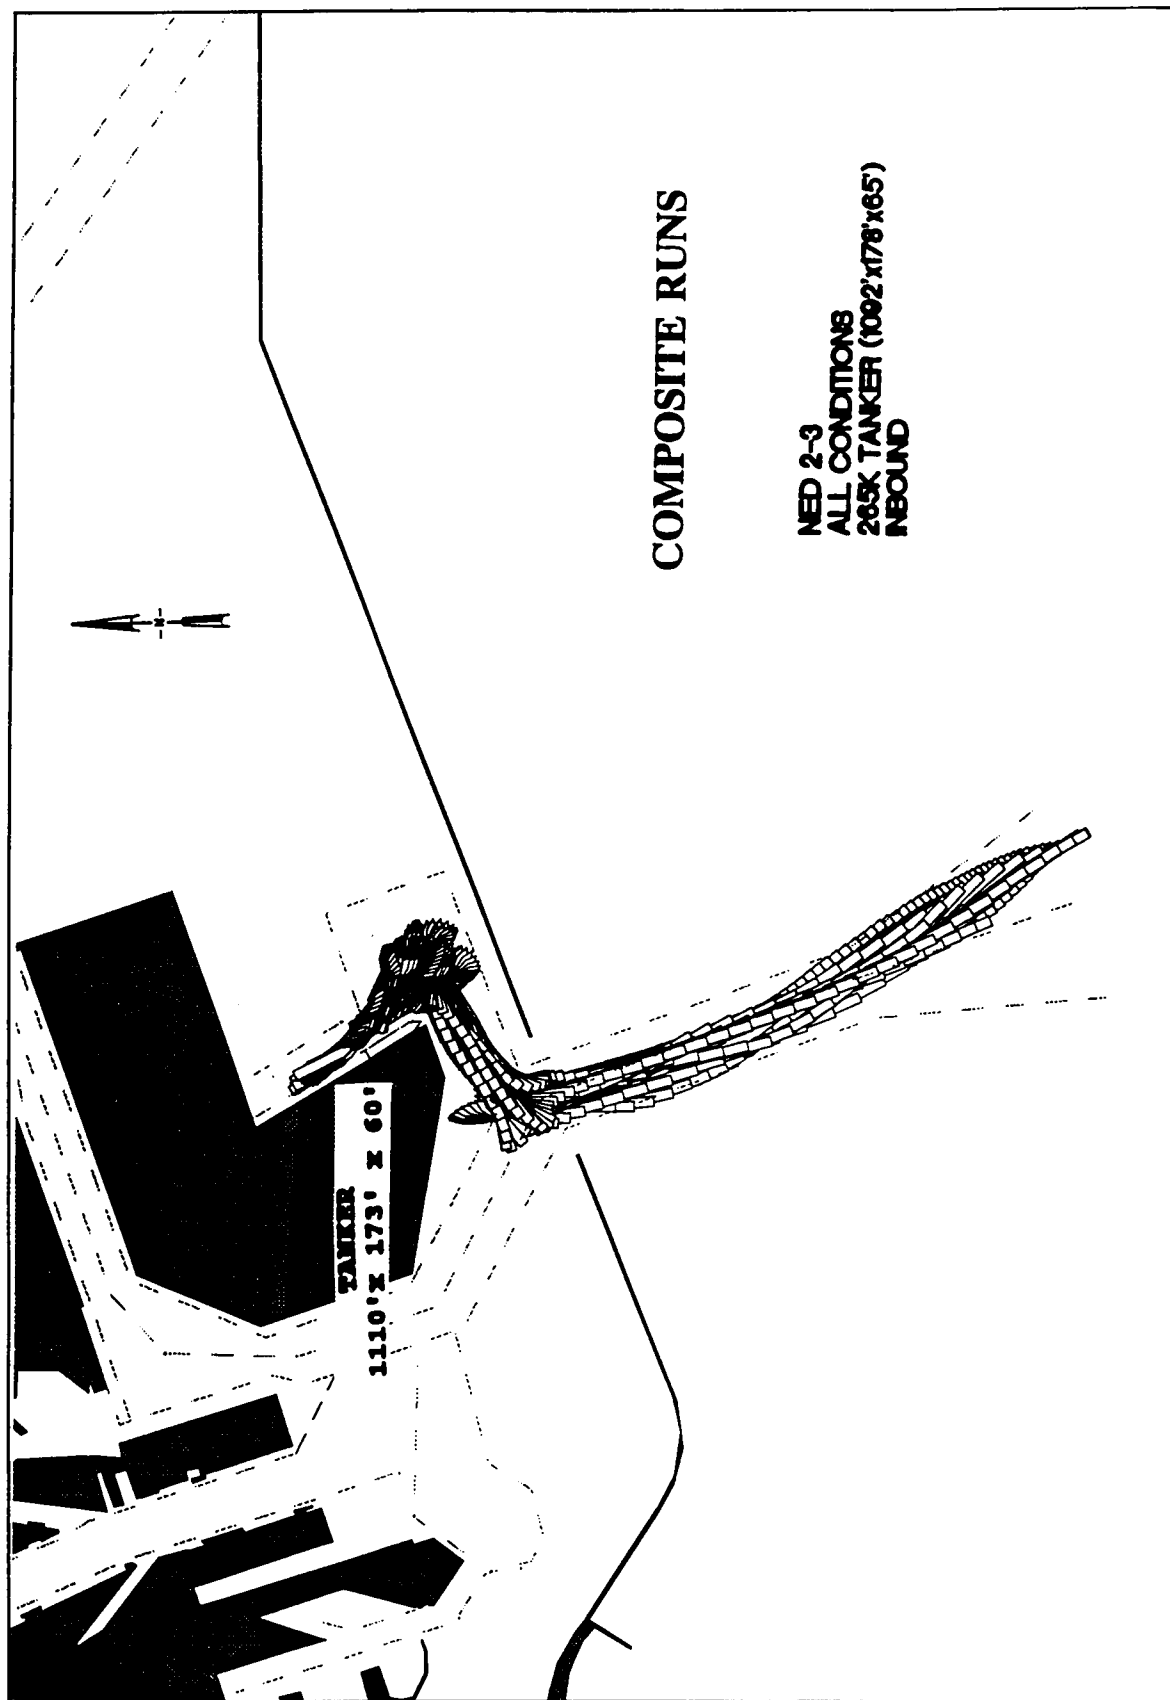 COMPOSITE RUNS
NED 2-3
ALL CONDITIONS
265K TANKER (1092'x178'x65')
INBOUND
TANKER
1110'x 173' x 60'